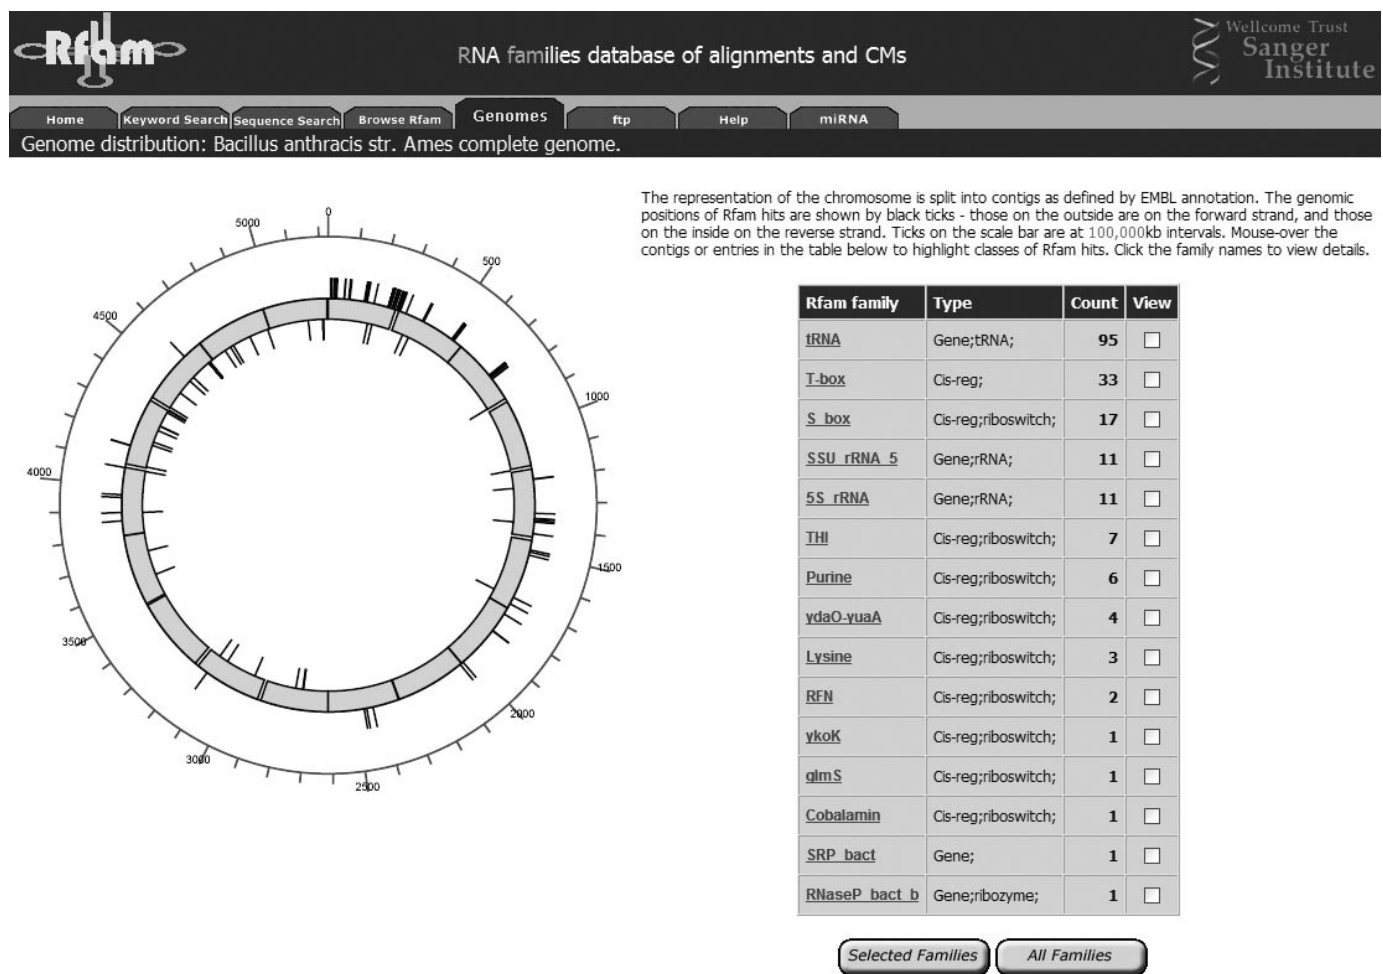 Rfam
RNA families database of alignments and CMs
Wellcome Trust
Sanger
Institute
Home Keyword Search Sequence Search Browse Rfam Genomes ftp Help miRNA
Genome distribution: Bacillus anthracis str. Ames complete genome.
The representation of the chromosome is split into contigs as defined by EMBL annotation. The genomic
positions of Rfam hits are shown by black ticks - those on the outside are on the forward strand, and those
on the inside on the reverse strand. Ticks on the scale bar are at 100,000kb intervals. Mouse-over the
contigs or entries in the table below to highlight classes of Rfam hits. Click the family names to view details.
0
500
1000
1500
2000
2500
3000
3500
4000
4500
5000
Rfam family Type Count View
tRNA Gene;tRNA; 95
T-box Cis-reg; 33
S_box Cis-reg;riboswitch; 17
SSU_rRNA_5 Gene;rRNA; 11
5S_rRNA Gene;rRNA; 11
THI Cis-reg;riboswitch; 7
Purine Cis-reg;riboswitch; 6
ydaO-yuaA Cis-reg;riboswitch; 4
Lysine Cis-reg;riboswitch; 3
RFN Cis-reg;riboswitch; 2
ykoK Cis-reg;riboswitch; 1
glmS Cis-reg;riboswitch; 1
Cobalamin Cis-reg;riboswitch; 1
SRP_bact Gene; 1
RNaseP_bact_b Gene;ribozyme; 1
Selected Families All Families